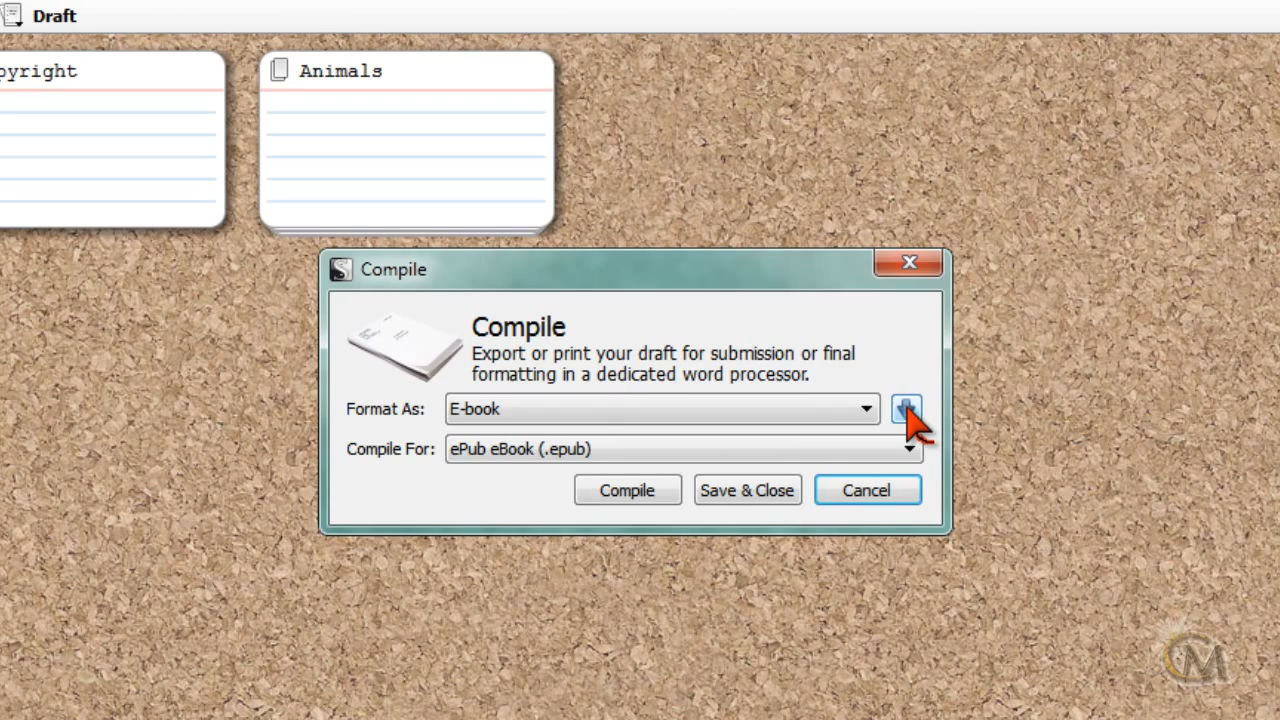 Draft
pyright
Animals
Compile
Compile
Export or print your draft for submission or final
formatting in a dedicated word processor.
Format As: E-book
Compile For: ePub eBook (.epub)
Compile Save & Close Cancel
CM